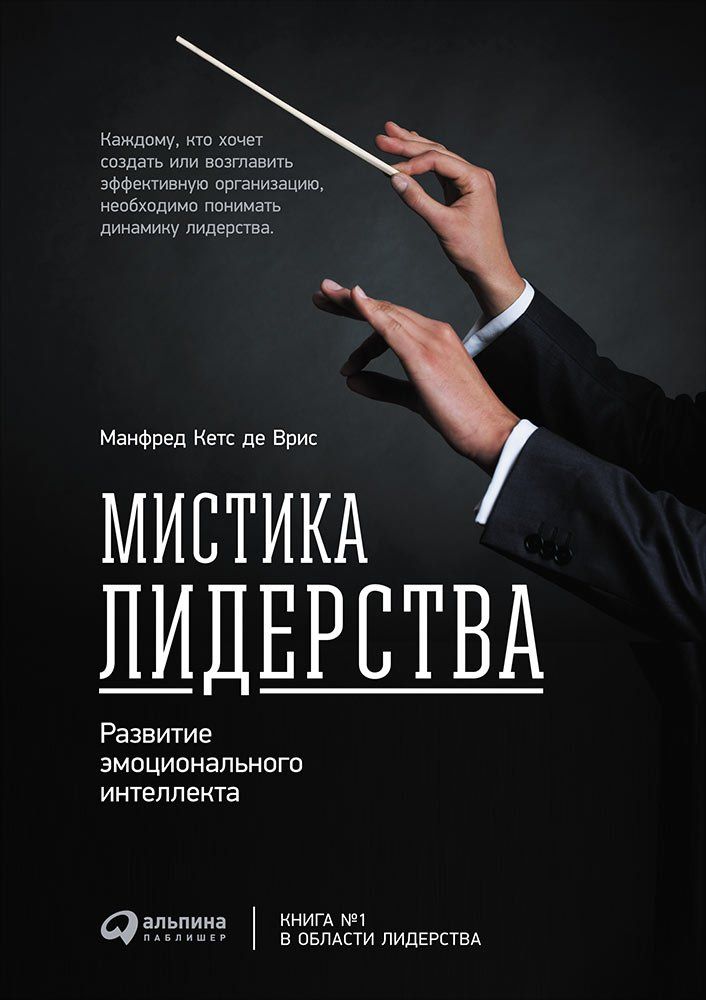 Каждому, кто хочет
создать или возглавить
эффективную организацию,
необходимо понимать
динамику лидерства.
Манфред Кетс де Врис
МИСТИКА
ЛИДЕРСТВА
Развитие
эмоционального
интеллекта
альпина
ПАБЛИШЕР
КНИГА №1
В ОБЛАСТИ ЛИДЕРСТВА